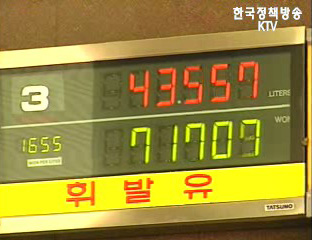 한국정책방송
KTV
3
43.557
LITERS
1655
WON PER LITER
71707
WON
휘발유
TATSUNO